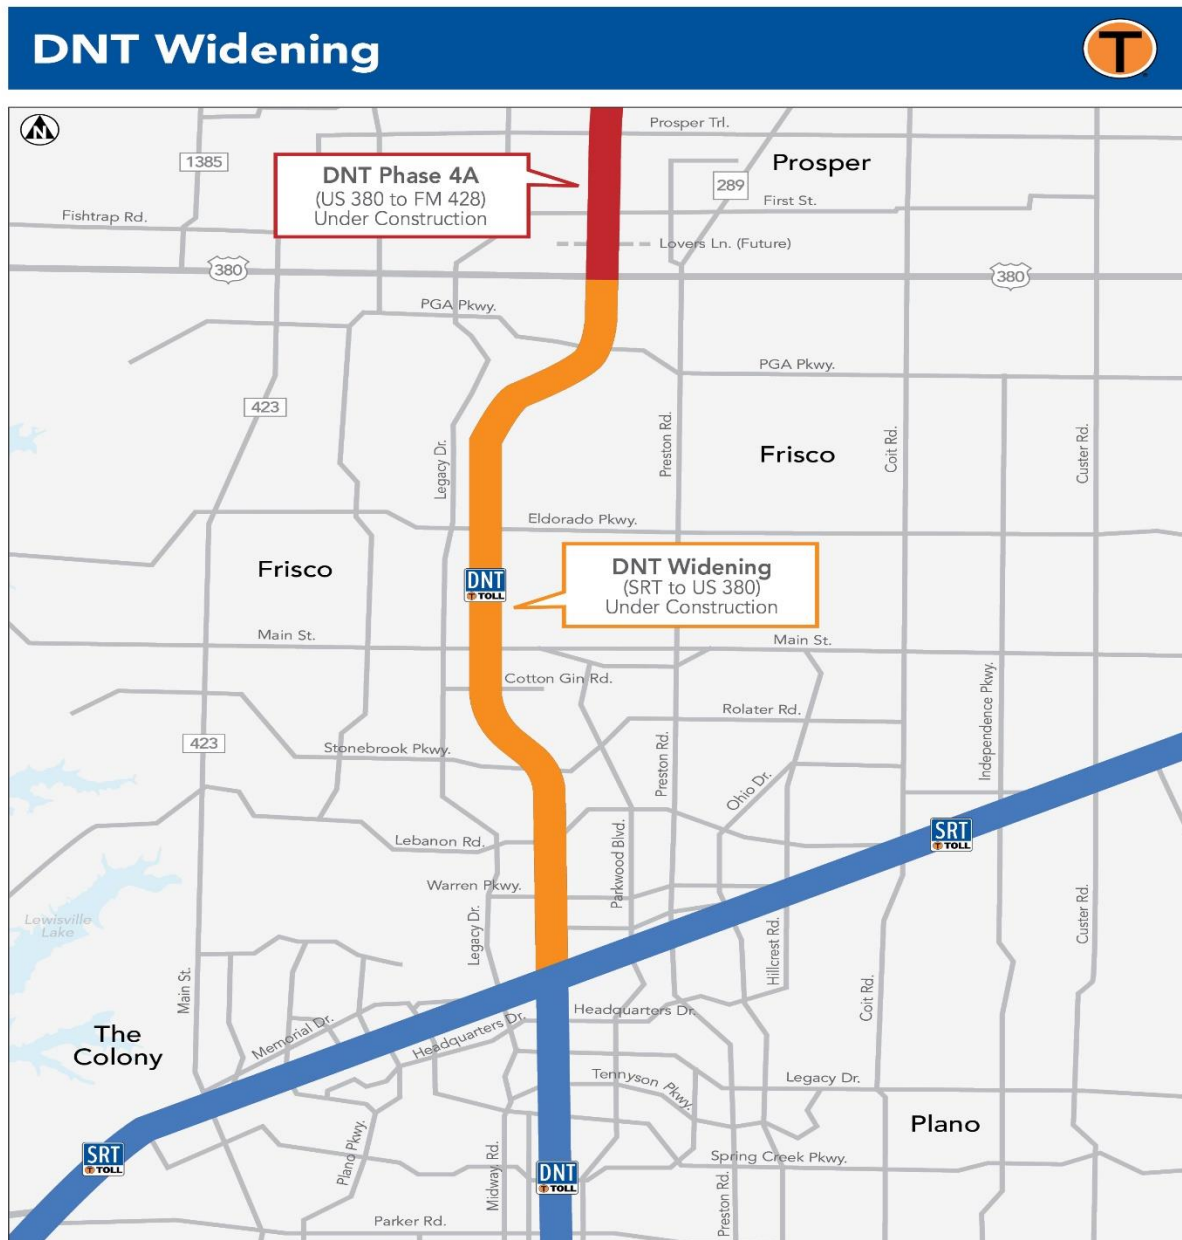 DNT Widening
T
N
Prosper Trl.
1385
Prosper
DNT Phase 4A
(US 380 to FM 428)
Under Construction
289
First St.
Fishtrap Rd.
Lovers Ln. (Future)
380
380
PGA Pkwy.
PGA Pkwy.
423
Legacy Dr.
Preston Rd.
Frisco
Coit Rd.
Custer Rd.
Eldorado Pkwy.
Frisco
DNT
T TOLL
DNT Widening
(SRT to US 380)
Under Construction
Main St.
Main St.
Cotton Gin Rd.
Rolater Rd.
Independence Pkwy.
423
Stonebrook Pkwy.
Preston Rd.
Ohio Dr.
Lebanon Rd.
Parkwood Blvd.
SRT
T TOLL
Warren Pkwy.
Lewisville
Lake
Legacy Dr.
Hillcrest Rd.
Custer Rd.
Main St.
Coit Rd.
The
Colony
Memorial Dr.
Headquarters Dr.
Headquarters Dr.
Tennyson Pkwy.
Legacy Dr.
Plano
SRT
T TOLL
Plano Pkwy.
Midway Rd.
DNT
T TOLL
Spring Creek Pkwy.
Preston Rd.
Parker Rd.